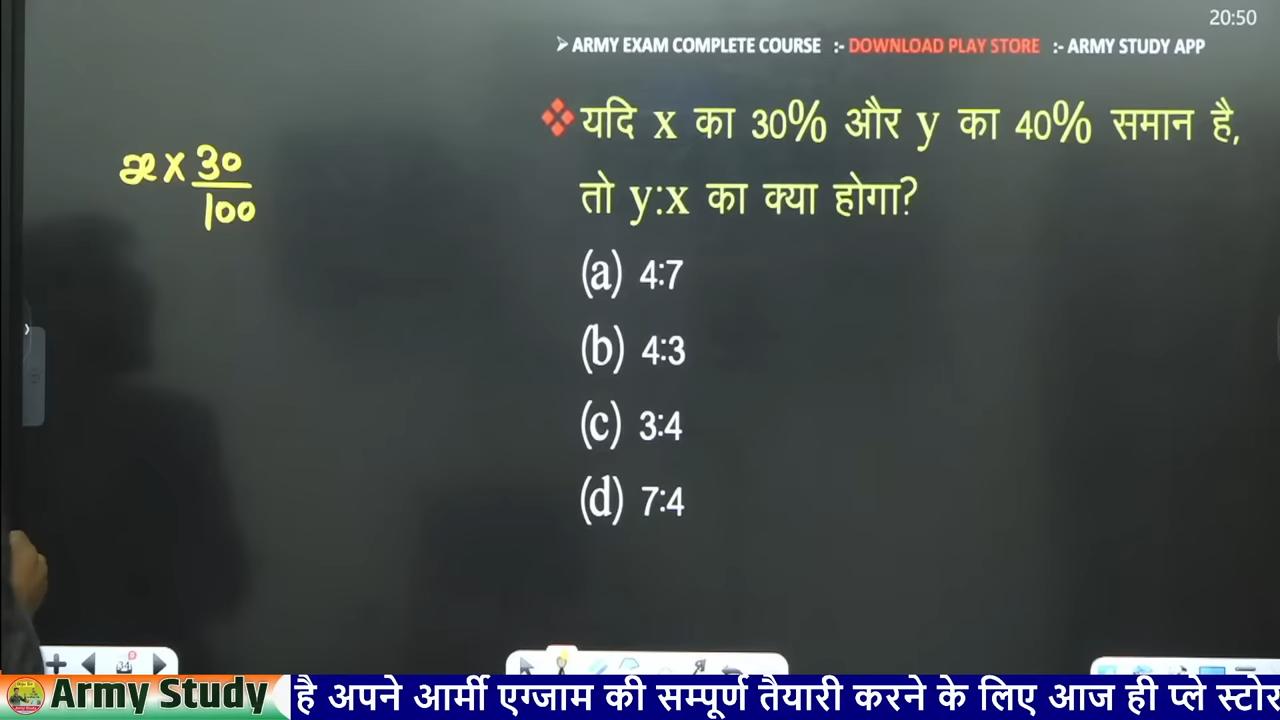 20:50
➢ ARMY EXAM COMPLETE COURSE :- DOWNLOAD PLAY STORE :- ARMY STUDY APP
❖ यदि x का 30% और y का 40% समान है,
तो y:x का क्या होगा?
x × 30
100
(a) 4:7
(b) 4:3
(c) 3:4
(d) 7:4
34
Army Study
है अपने आर्मी एग्जाम की सम्पूर्ण तैयारी करने के लिए आज ही प्ले स्टोर